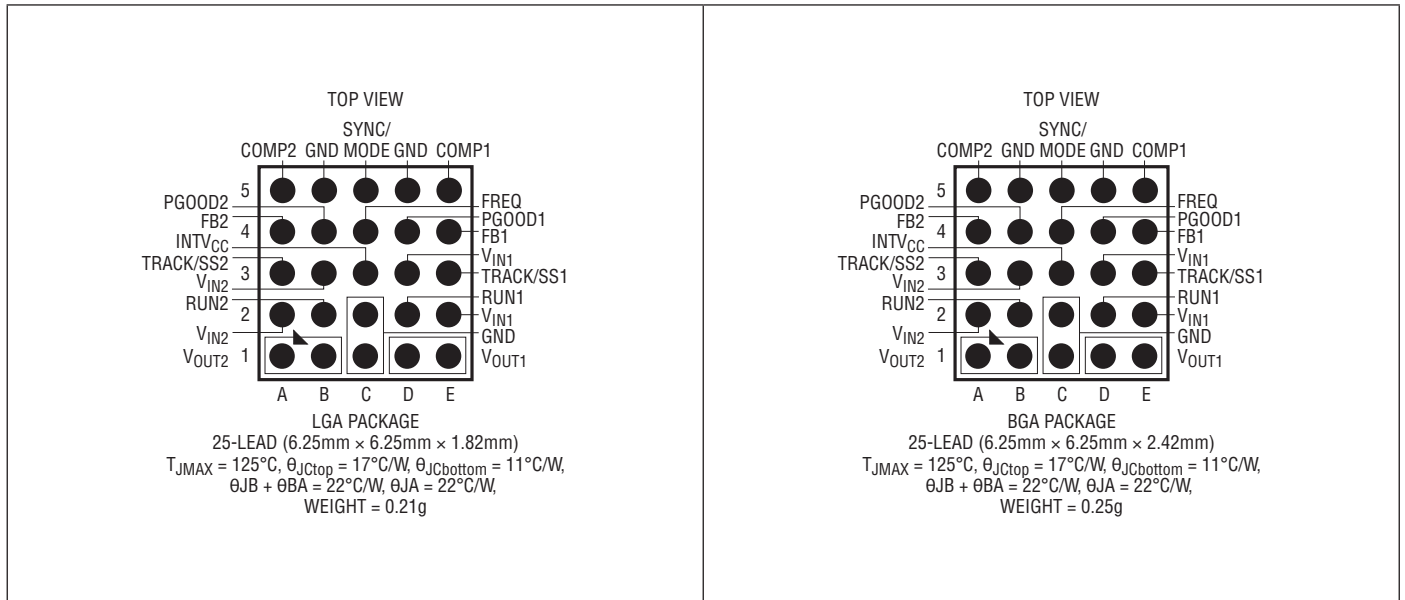 TOP VIEW
SYNC/
COMP2 GND MODE GND COMP1
5
PGOOD2
FREQ
PGOOD1
FB2
4
FB1
INTVCC
VIN1
TRACK/SS2
3
TRACK/SS1
VIN2
RUN2
RUN1
2
VIN1
VIN2
GND
VOUT2 1
VOUT1
A B C D E
LGA PACKAGE
25-LEAD (6.25mm × 6.25mm × 1.82mm)
TJMAX = 125°C, θJCtop = 17°C/W, θJCbottom = 11°C/W,
θJB + θBA = 22°C/W, θJA = 22°C/W,
WEIGHT = 0.21g
TOP VIEW
SYNC/
COMP2 GND MODE GND COMP1
5
PGOOD2
FREQ
PGOOD1
FB2
4
FB1
INTVCC
VIN1
TRACK/SS2
3
TRACK/SS1
VIN2
RUN2
RUN1
2
VIN1
VIN2
GND
VOUT2 1
VOUT1
A B C D E
BGA PACKAGE
25-LEAD (6.25mm × 6.25mm × 2.42mm)
TJMAX = 125°C, θJCtop = 17°C/W, θJCbottom = 11°C/W,
θJB + θBA = 22°C/W, θJA = 22°C/W,
WEIGHT = 0.25g